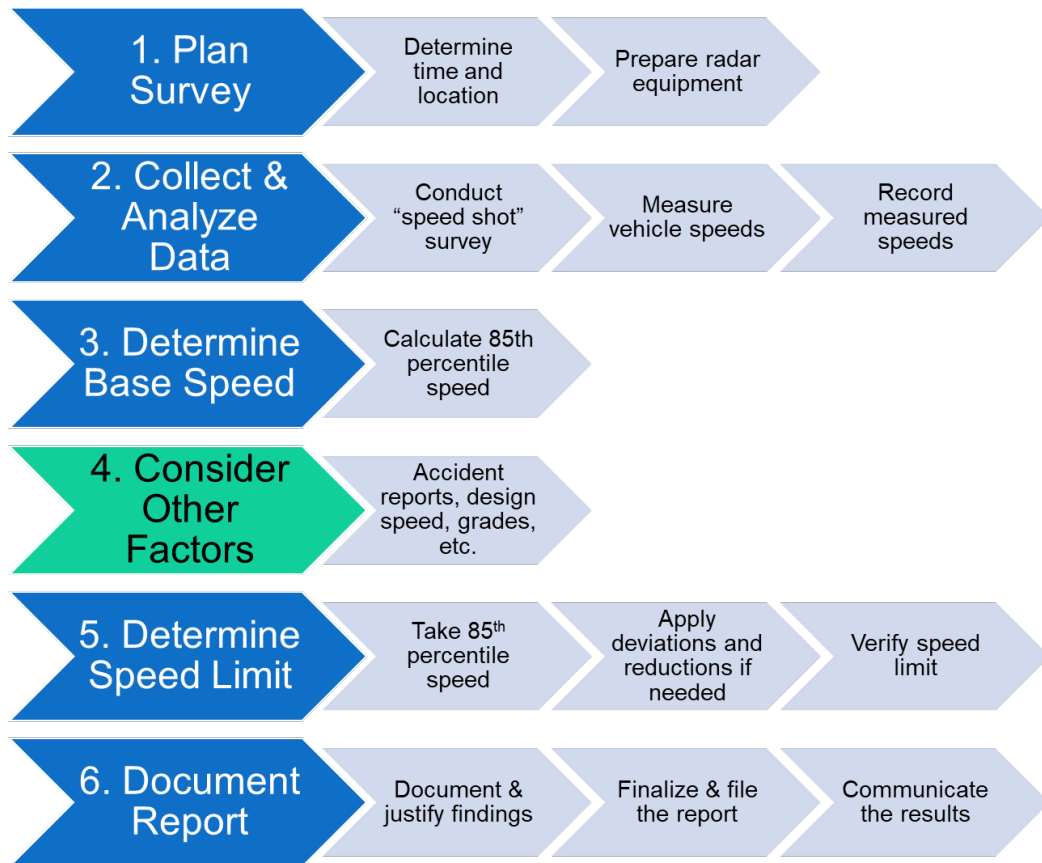 1. Plan
Survey
Determine
time and
location
Prepare radar
equipment
2. Collect &
Analyze
Data
Conduct
“speed shot”
survey
Measure
vehicle speeds
Record
measured
speeds
3. Determine
Base Speed
Calculate 85th
percentile
speed
4. Consider
Other
Factors
Accident
reports, design
speed, grades,
etc.
5. Determine
Speed Limit
Take 85th
percentile
speed
Apply
deviations and
reductions if
needed
Verify speed
limit
6. Document
Report
Document &
justify findings
Finalize & file
the report
Communicate
the results